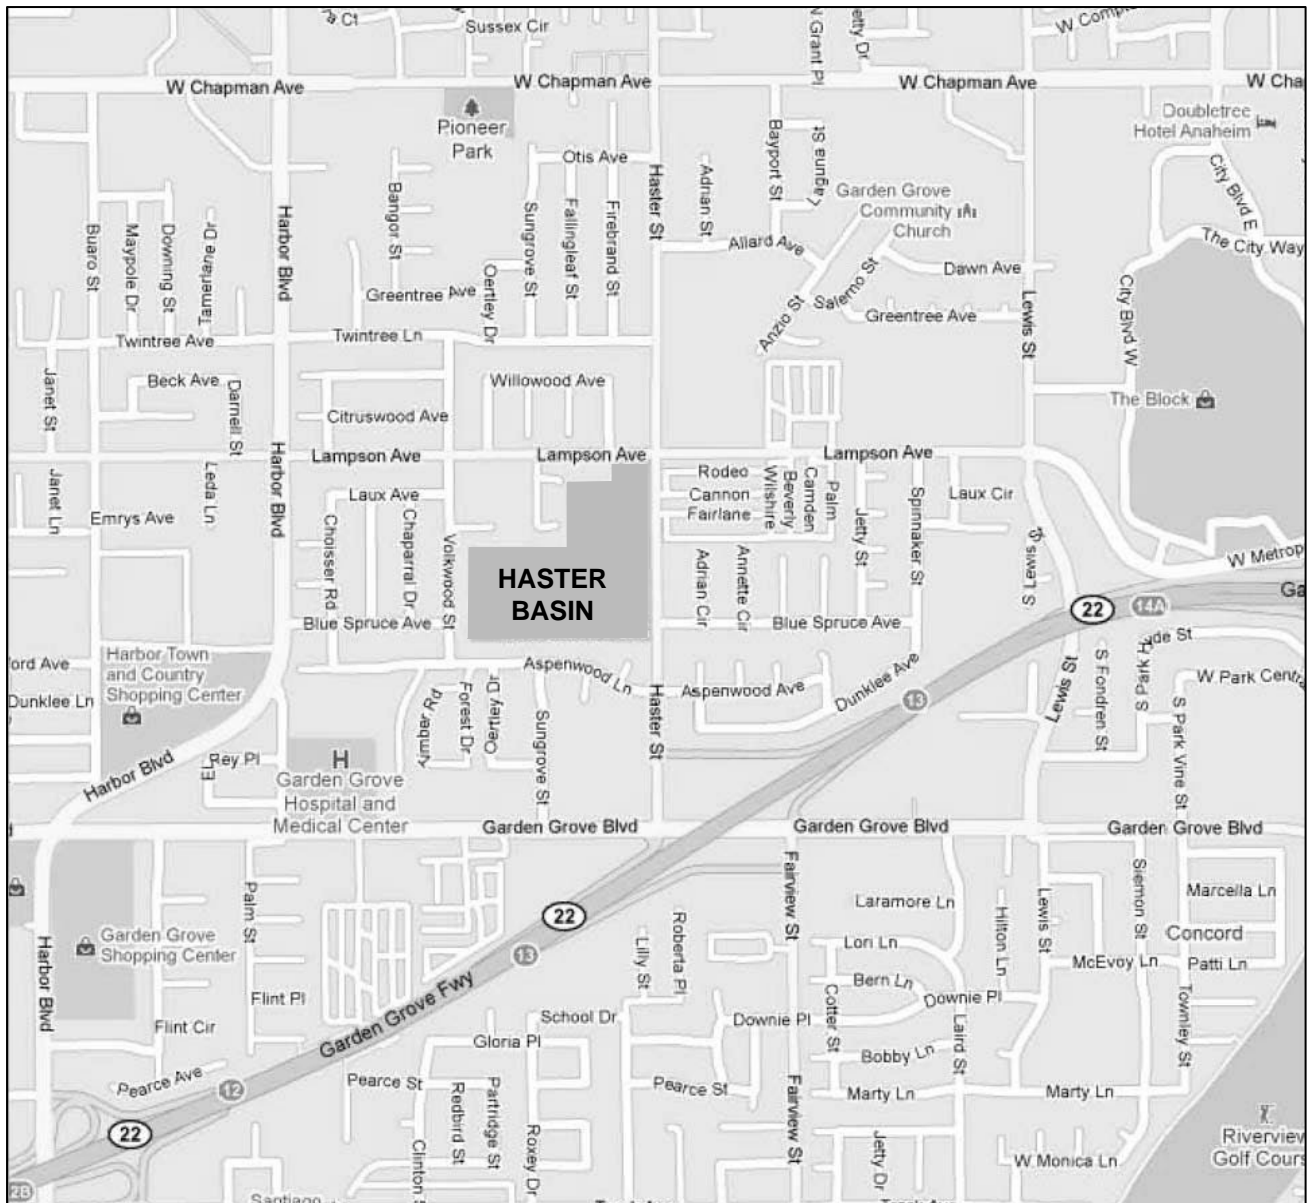 Sussex Cir
W Grant Pl
W Chapman Ave
W Chapman Ave
W Chapman Ave
W Cha
Pioneer
Park
Doubletree
Hotel Anaheim
Otis Ave
Bayport St
Laguna St
Haster St
Adrian St
Bangor St
Sungrove St
Fallingleaf St
Firebrand St
Harbor Blvd
Buaro St
Maypole Dr
Downing St
Tamerlane Dr
Garden Grove
Community
Church
City Blvd E
The City Way
Allard Ave
Salerno St
Dawn Ave
Anzio St
Greentree Ave
Oertley Dr
Greentree Ave
Lewis St
City Blvd W
Twintree Ave
Twintree Ln
Janet St
Beck Ave
Darnell St
Willowood Ave
Citruswood Ave
The Block
Harbor Blvd
Lampson Ave
Lampson Ave
Lampson Ave
Janet Ln
Leda Ln
Emrys Ave
Laux Ave
Choisser Rd
Chaparral Dr
Volkwood St
Rodeo
Cannon
Fairlane
Wilshire
Beverly
Camden
Palm
Jetty St
Spinnaker St
Laux Cir
S Lewis St
W Metrop
HASTER
BASIN
Adrian Cir
Annette Cir
Blue Spruce Ave
Blue Spruce Ave
22
14A
Ga
Harbor Town
and Country
Shopping Center
ford Ave
Dunklee Ln
Aspenwood Ln
Aspenwood Ave
Dunklee Ave
13
Lewis St
S Fondren St
S Park Hyde St
W Park Centra
S Park Vine St
Amber Rd
Forest Dr
Oertley Dr
Sungrove St
Haster St
Harbor Blvd
El Rey Pl
H
Garden Grove
Hospital and
Medical Center
Garden Grove Blvd
Garden Grove Blvd
Garden Grove Blvd
Palm St
Fairview St
Laramore Ln
Hilton Ln
Lewis St
Siemon St
Marcella Ln
Concord
Garden Grove
Shopping Center
Harbor Blvd
22
13
Lilly St
Roberta Pl
Lori Ln
Bern Ln
McEvoy Ln
Patti Ln
Flint Pl
Garden Grove Fwy
Flint Cir
School Dr
Downie Pl
Downie Pl
Cotter St
Laird St
Townley St
Gloria Pl
Bobby Ln
Pearce Ave
12
Pearce St
Redbird St
Partridge St
Pearce St
Fairview St
Marty Ln
Marty Ln
22
Clinton S
Roxey Dr
Jetty Dr
W Monica Ln
Riverview
Golf Cours
2B
Santiago